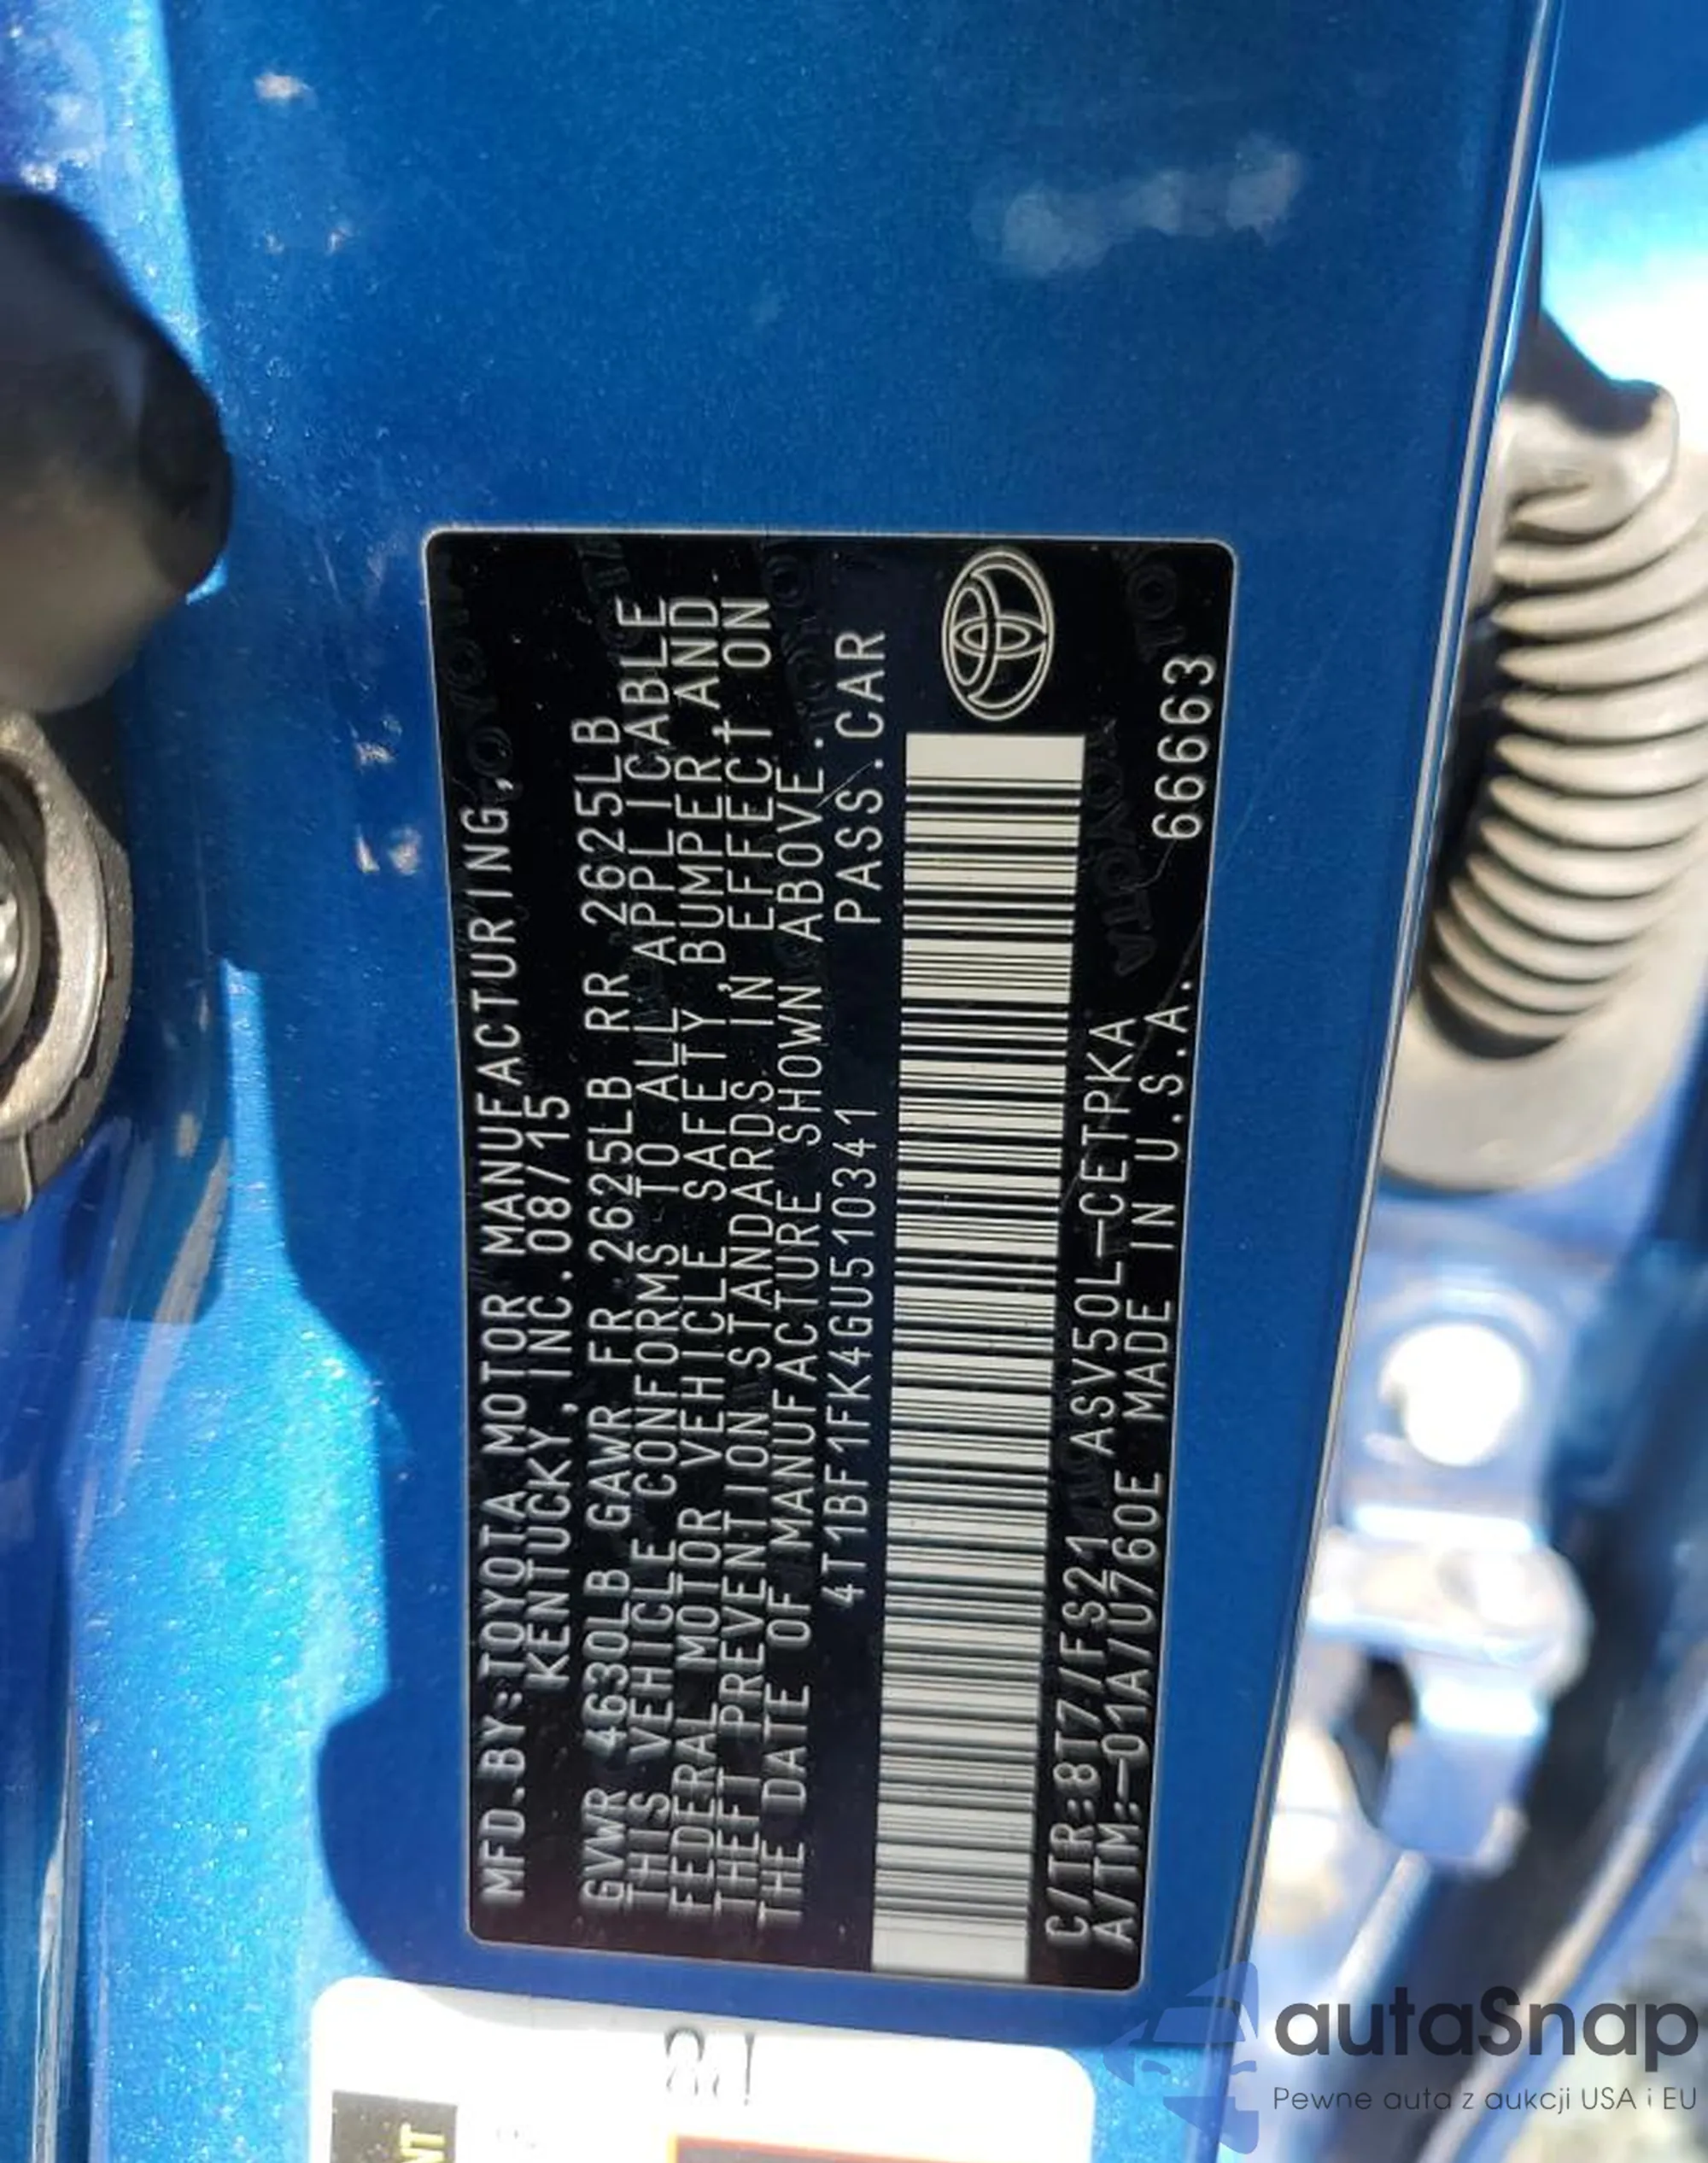 MFD.BY:TOYOTA MOTOR MANUFACTURING,
KENTUCKY, INC. 08/15
GVWR 4630LB GAWR FR 2625LB RR 2625LB
THIS VEHICLE CONFORMS TO ALL APPLICABLE
FEDERAL MOTOR VEHICLE SAFETY, BUMPER, AND
THEFT PREVENTION STANDARDS IN EFFECT ON
THE DATE OF MANUFACTURE SHOWN ABOVE.
4T1BF1FK4GU510341 PASS.CAR
C/TR:8T7/FS21 ASV50L-CETPKA
A/TM:-01A/U760E MADE IN U.S.A. 66663
TOYOTA
autaSnap
Pewne auta z aukcji USA i EU